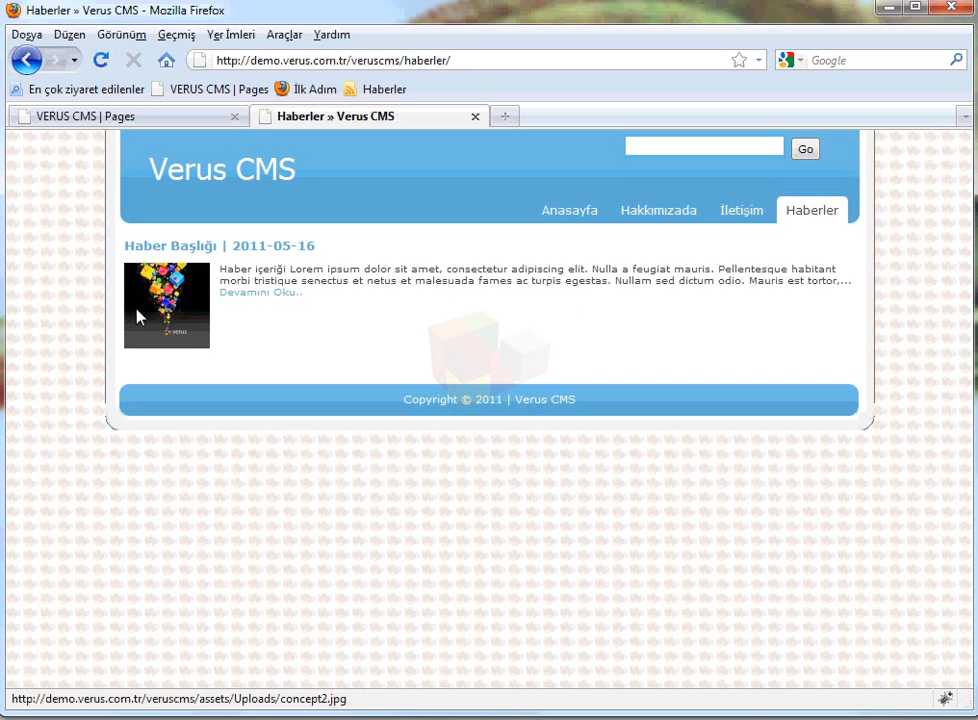 Haberler » Verus CMS - Mozilla Firefox
Dosya Düzen Görünüm Geçmiş Yer İmleri Araçlar Yardım
http://demo.verus.com.tr/veruscms/haberler/ Google
En çok ziyaret edilenler VERUS CMS | Pages İlk Adım Haberler
VERUS CMS | Pages Haberler » Verus CMS
Go
Verus CMS
Anasayfa Hakkımızada İletişim Haberler
Haber Başlığı | 2011-05-16
Haber içeriği Lorem ipsum dolor sit amet, consectetur adipiscing elit. Nulla a feugiat mauris. Pellentesque habitant
morbi tristique senectus et netus et malesuada fames ac turpis egestas. Nullam sed dictum odio. Mauris est tortor,...
Devamını Oku..
verus
Copyright © 2011 | Verus CMS
http://demo.verus.com.tr/veruscms/assets/Uploads/concept2.jpg